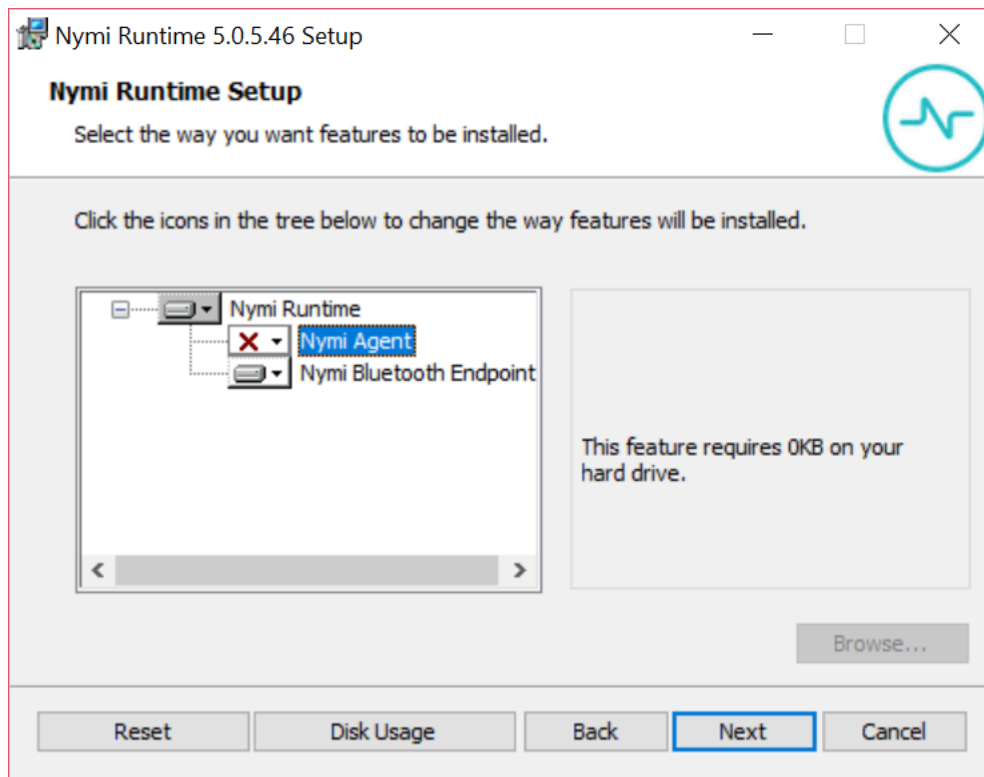 Nymi Runtime 5.0.5.46 Setup
Nymi Runtime Setup
Select the way you want features to be installed.
Click the icons in the tree below to change the way features will be installed.
Nymi Runtime
Nymi Agent
Nymi Bluetooth Endpoint
This feature requires 0KB on your
hard drive.
Browse...
Reset
Disk Usage
Back
Next
Cancel